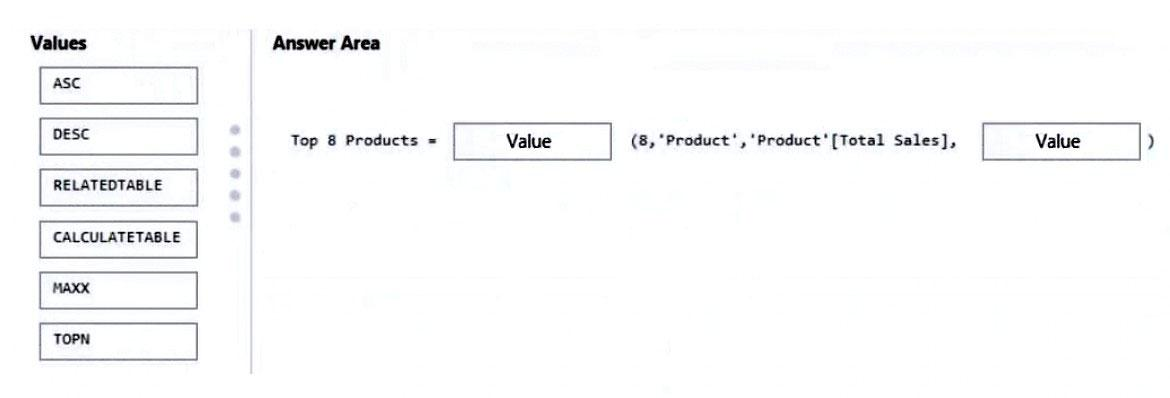 Values
ASC
DESC
RELATEDTABLE
CALCULATETABLE
MAXX
TOPN
Answer Area
Top 8 Products = Value (8,'Product','Product'[Total Sales], Value )